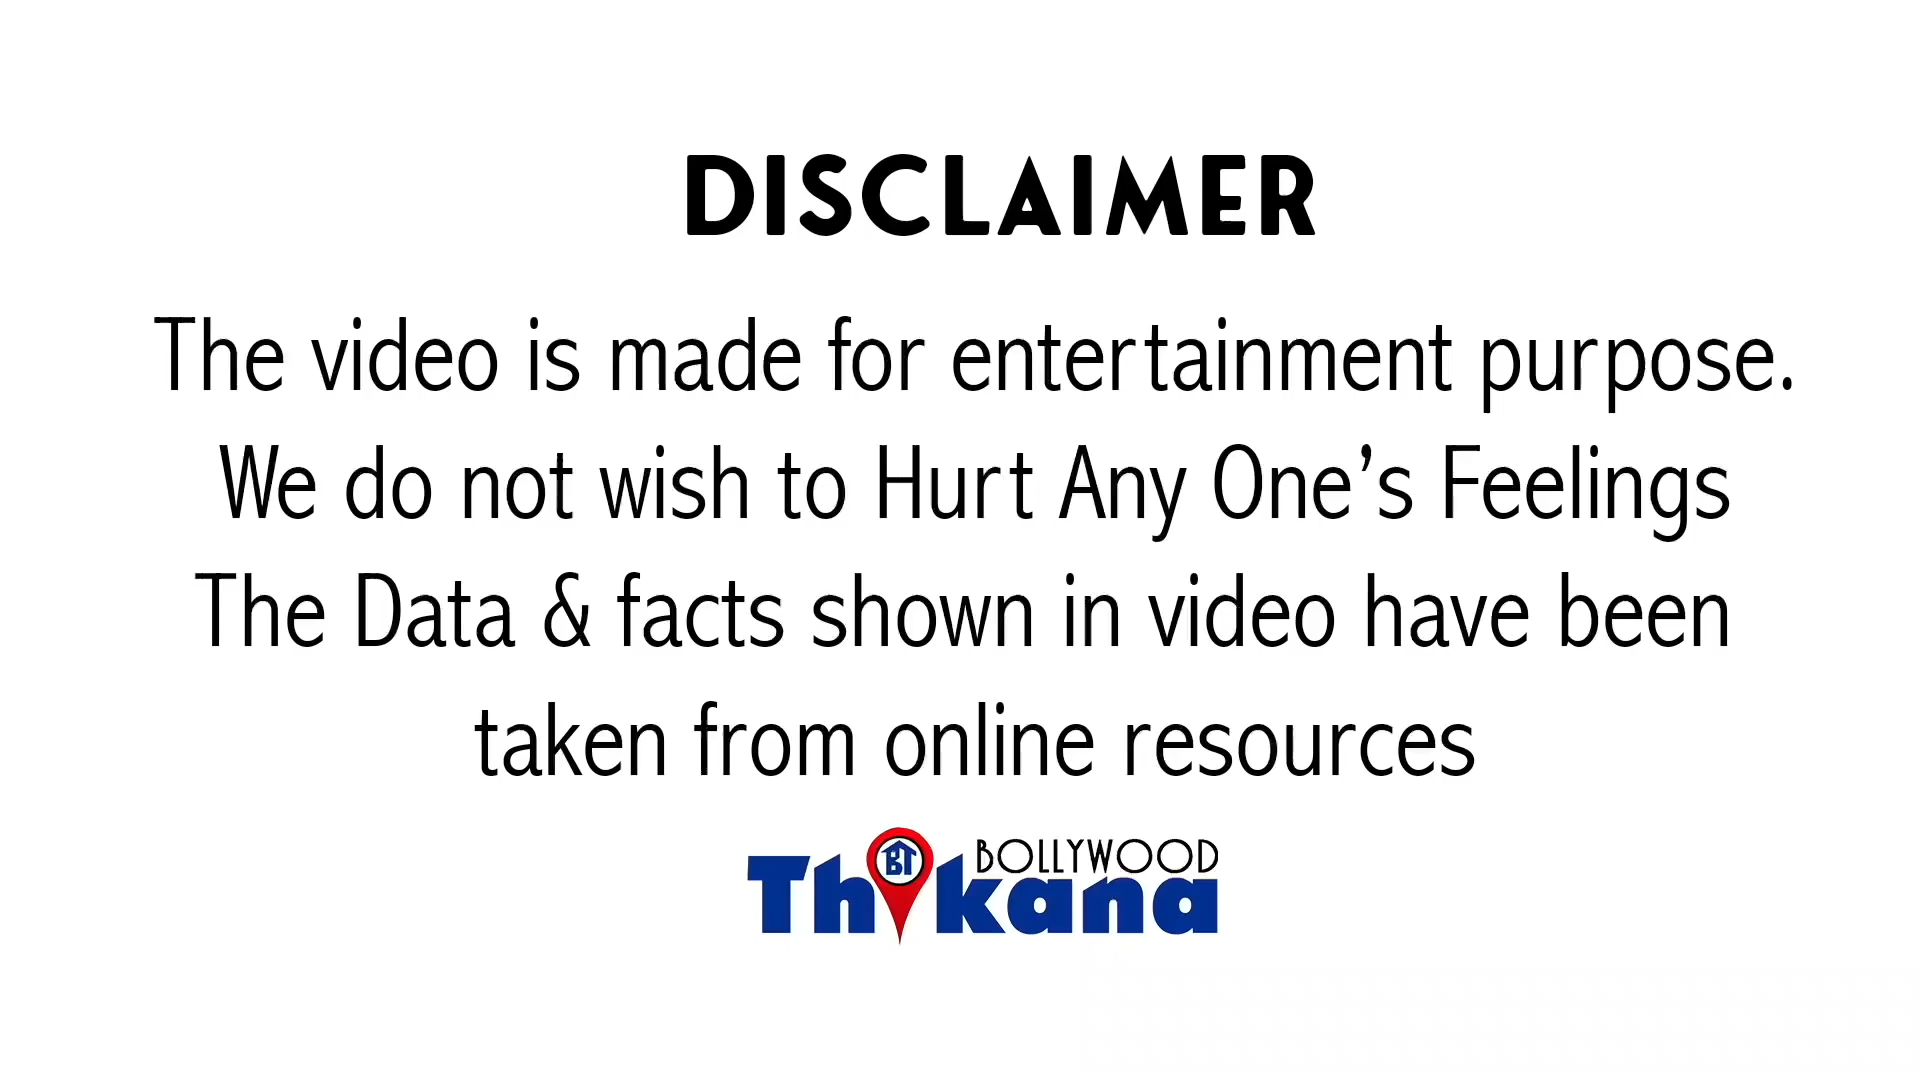 DISCLAIMER
The video is made for entertainment purpose.
We do not wish to Hurt Any One’s Feelings
The Data & facts shown in video have been
taken from online resources
BOLLYWOOD
Thikana
BT